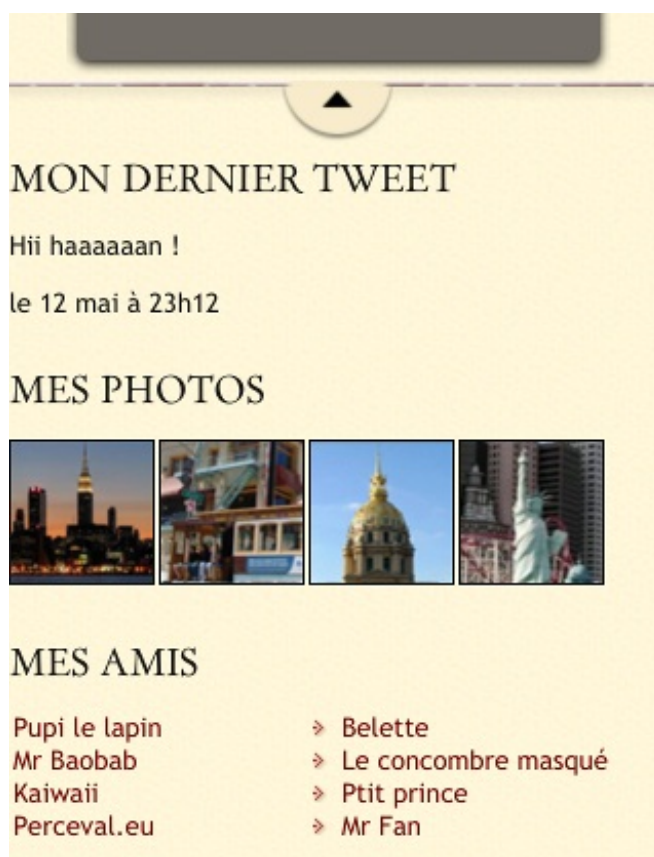 MON DERNIER TWEET
Hii haaaaaan !
le 12 mai à 23h12
MES PHOTOS
MES AMIS
Pupi le lapin
Mr Baobab
Kaiwaii
Perceval.eu
Belette
Le concombre masqué
Ptit prince
Mr Fan